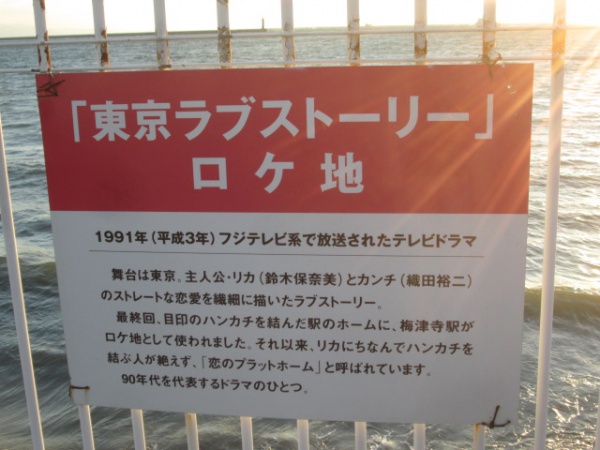 「東京ラブストーリー」
ロケ地
1991年(平成3年)フジテレビ系で放送されたテレビドラマ
舞台は東京。主人公・リカ(鈴木保奈美)とカンチ(織田裕二)
のストレートな恋愛を繊細に描いたラブストーリー。
最終回、目印のハンカチを結んだ駅のホームに、梅津寺駅が
ロケ地として使われました。それ以来、リカにちなんでハンカチを
結ぶ人が絶えず、「恋のプラットホーム」と呼ばれています。
90年代を代表するドラマのひとつ。